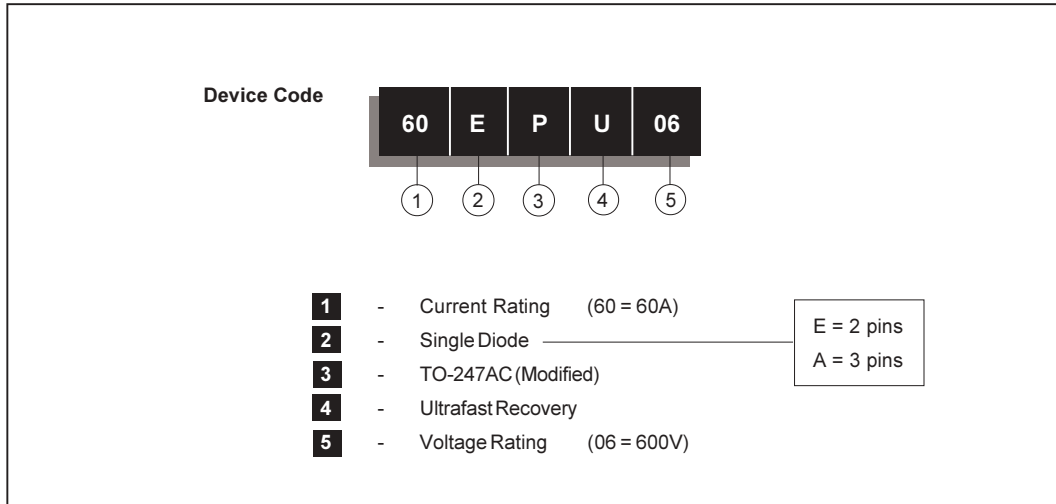 Device Code
60 E P U 06
1 2 3 4 5
1 - Current Rating (60 = 60A)
2 - Single Diode
E = 2 pins
A = 3 pins
3 - TO-247AC (Modified)
4 - Ultrafast Recovery
5 - Voltage Rating (06 = 600V)